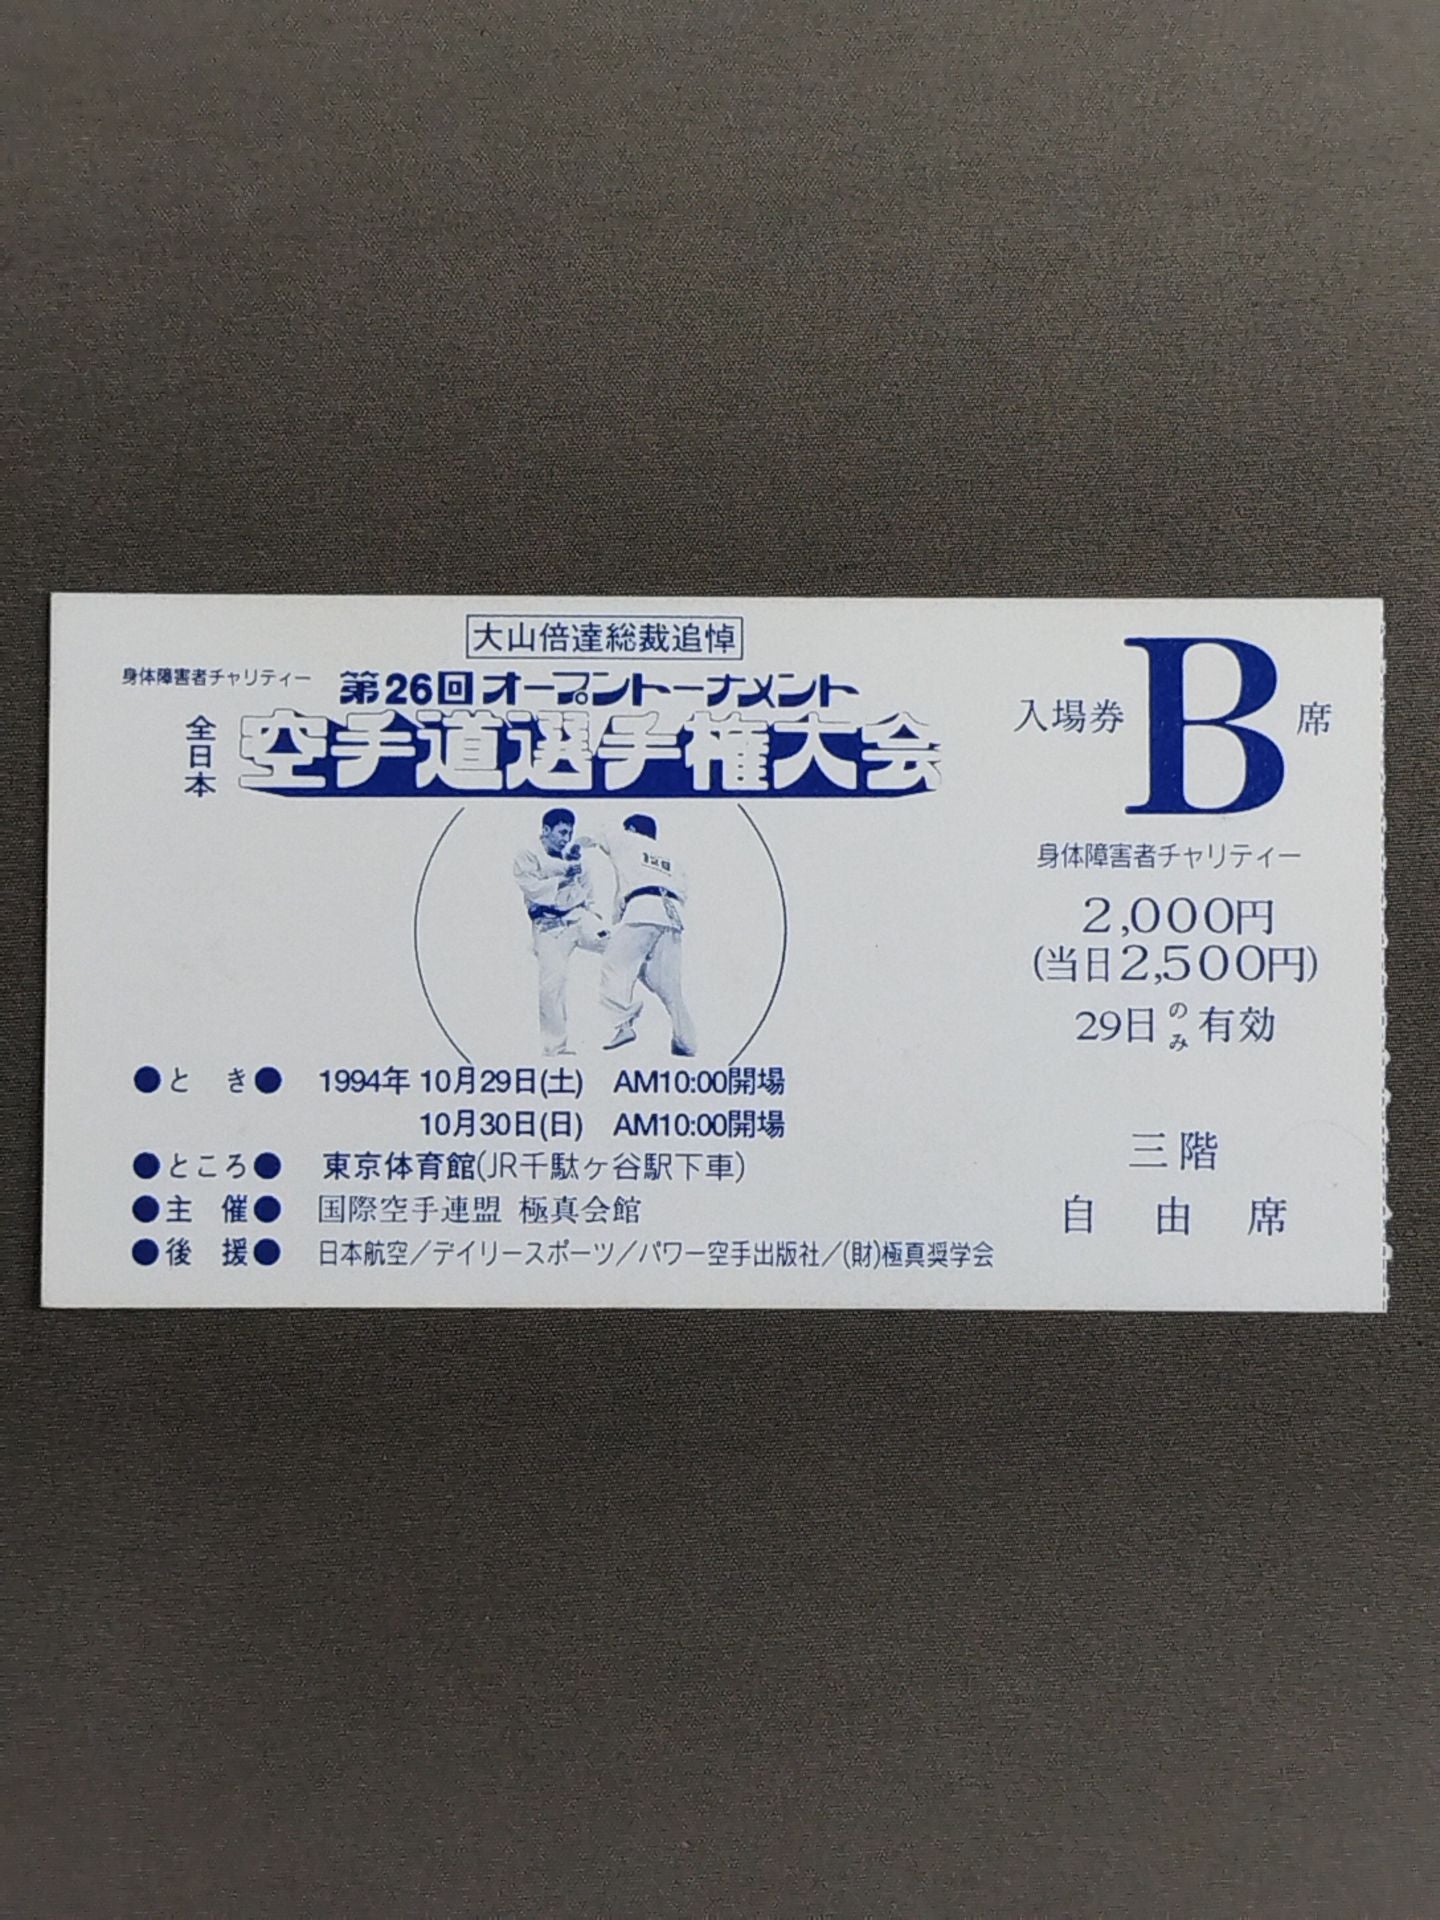 大山倍達総裁追悼
身体障害者チャリティー 第26回オープントーナメント
全日本 空手道選手権大会
126
●とき● 1994年 10月29日(土) AM10:00開場
10月30日(日) AM10:00開場
●ところ● 東京体育館(JR千駄ヶ谷駅下車)
●主催● 国際空手連盟 極真会館
●後援● 日本航空/デイリースポーツ/パワー空手出版社/(財)極真奨学会
入場券 B 席
身体障害者チャリティー
2,000円
(当日2,500円)
29日のみ有効
三階
自由席